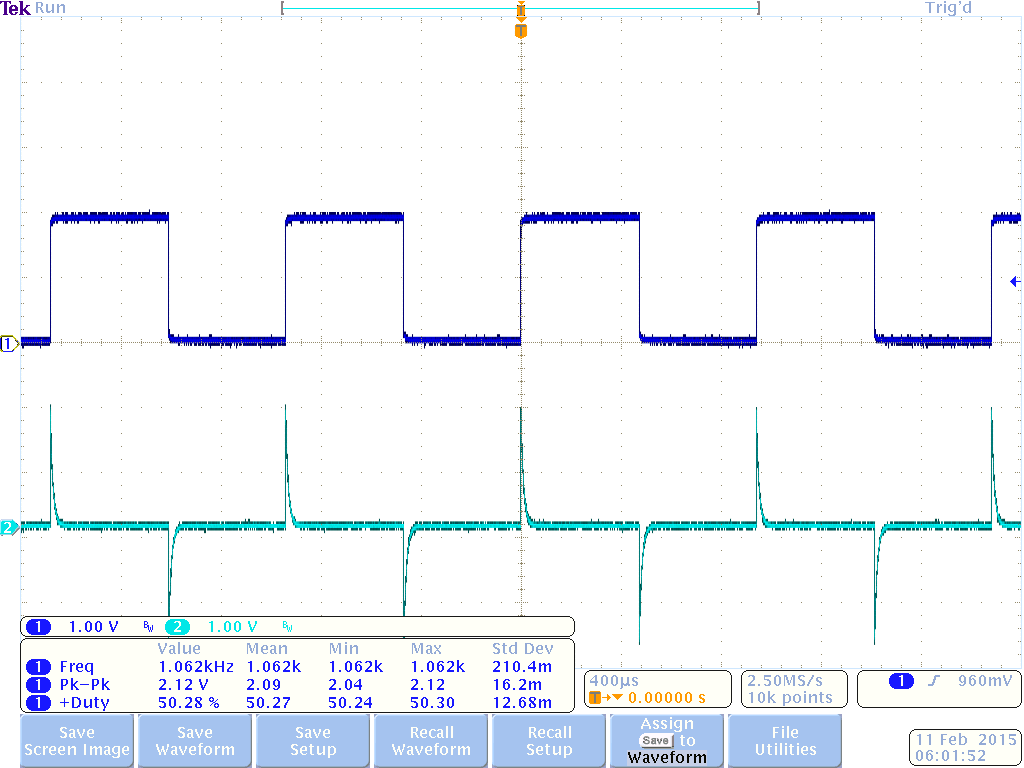 Tek Run Trig'd
T
T
1
2
1 1.00 V BW 2 1.00 V BW
Value Mean Min Max Std Dev
1 Freq 1.062kHz 1.062k 1.062k 1.062k 210.4m
1 Pk−Pk 2.12 V 2.09 2.04 2.12 16.2m
1 +Duty 50.28 % 50.27 50.24 50.30 12.68m
400µs
T→▼0.00000 s
2.50MS/s
10k points
1 960mV
Save
Screen Image
Save
Waveform
Save
Setup
Recall
Waveform
Recall
Setup
Assign
Save to
Waveform
File
Utilities
11 Feb 2015
06:01:52